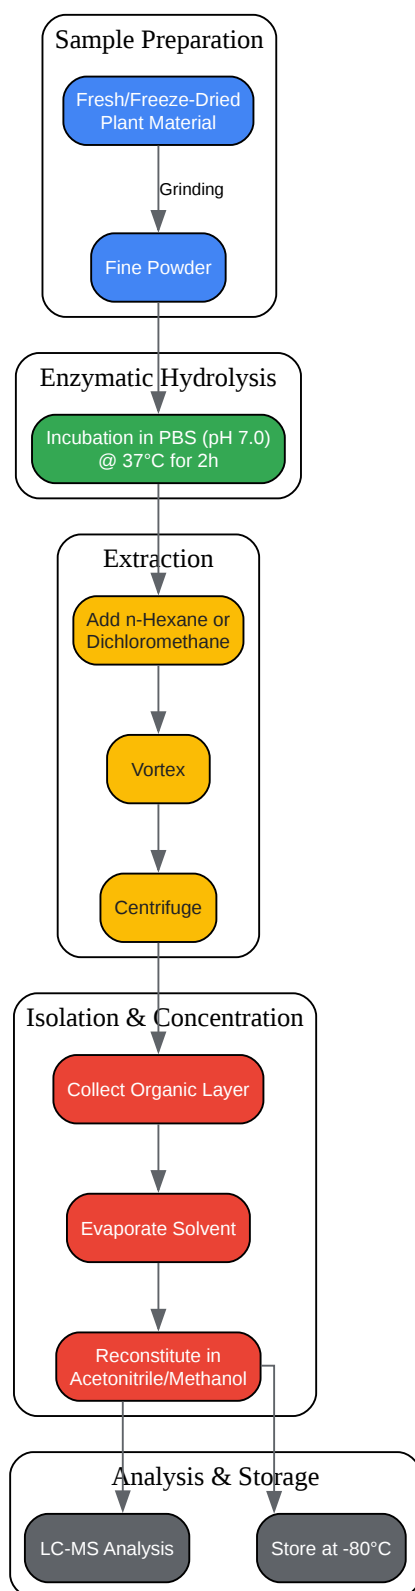 Sample Preparation
Fresh/Freeze-Dried
Plant Material
Grinding
Fine Powder
Enzymatic Hydrolysis
Incubation in PBS (pH 7.0)
@ 37°C for 2h
Extraction
Add n-Hexane or
Dichloromethane
Vortex
Centrifuge
Isolation & Concentration
Collect Organic Layer
Evaporate Solvent
Reconstitute in
Acetonitrile/Methanol
Analysis & Storage
LC-MS Analysis
Store at -80°C